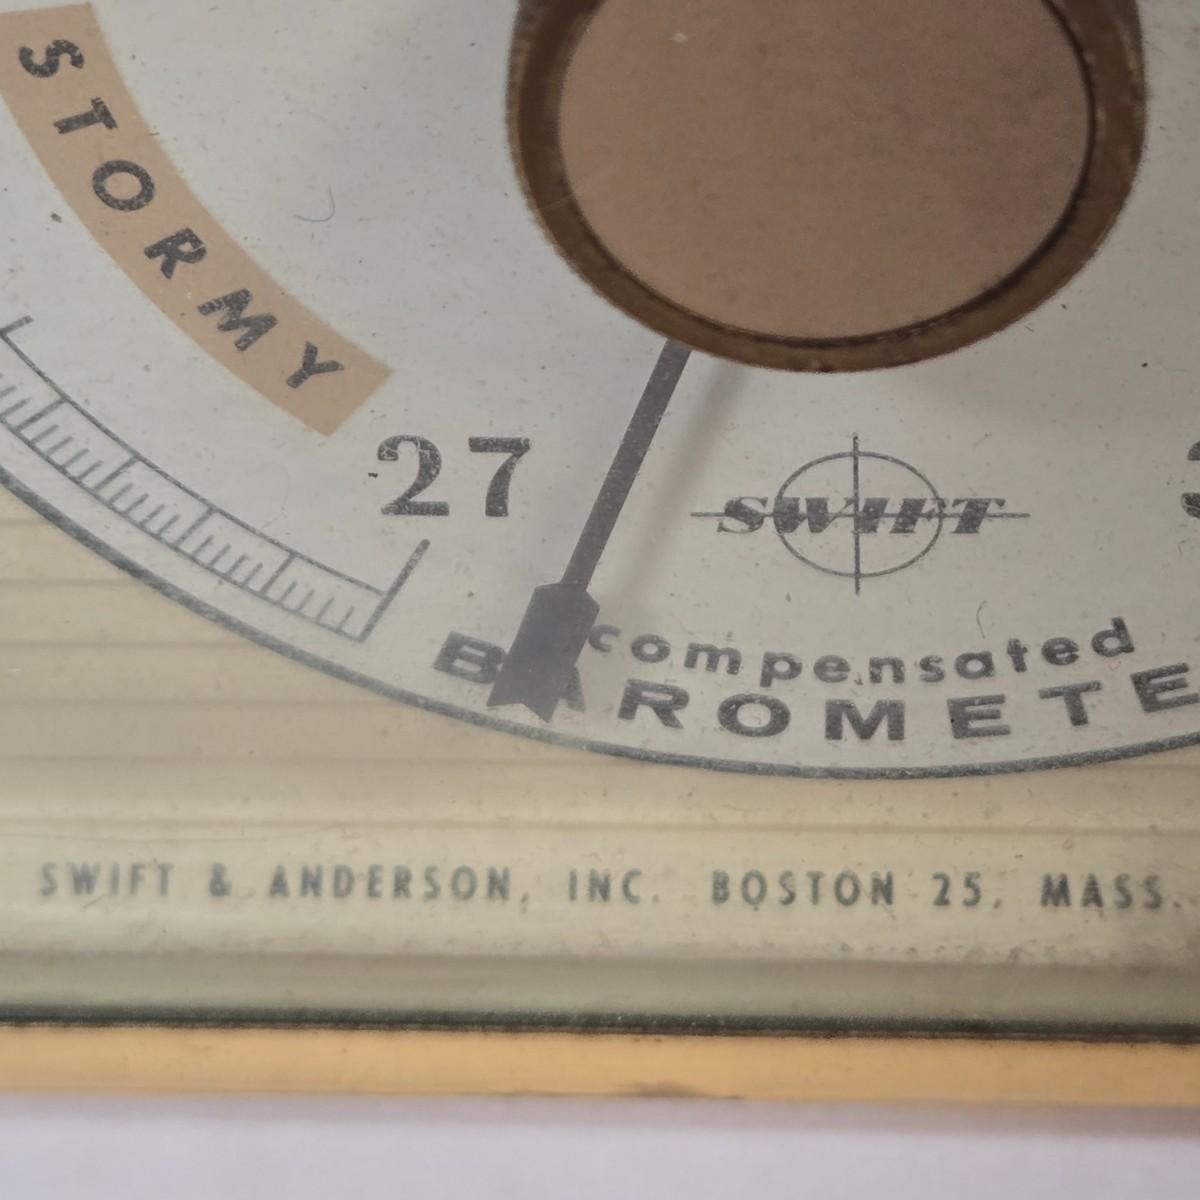 STORMY
27
SWIFT
compensated
BAROMETE
SWIFT & ANDERSON, INC. BOSTON 25, MASS.